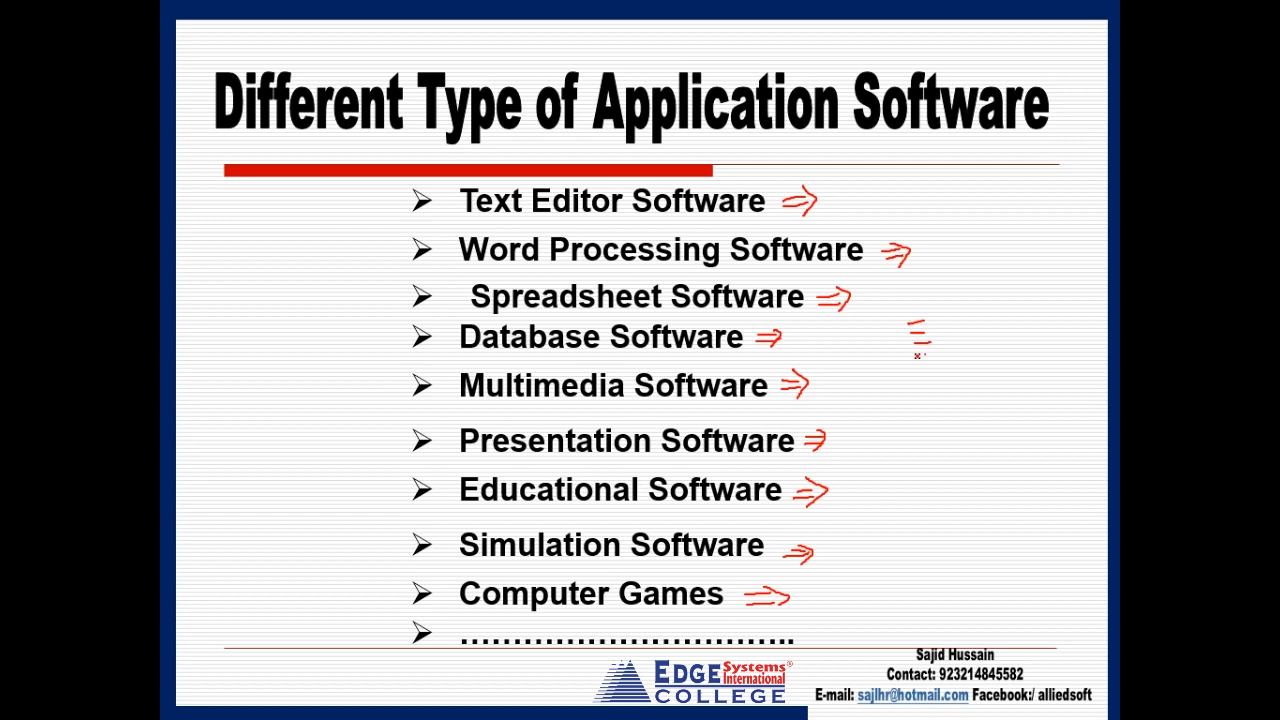 Different Type of Application Software
Text Editor Software
Word Processing Software
Spreadsheet Software
Database Software
Multimedia Software
Presentation Software
Educational Software
Simulation Software
Computer Games
…………………………..
EDGE Systems International®
COLLEGE
Sajid Hussain
Contact: 923214845582
E-mail: sajlhr@hotmail.com Facebook:/ alliedsoft